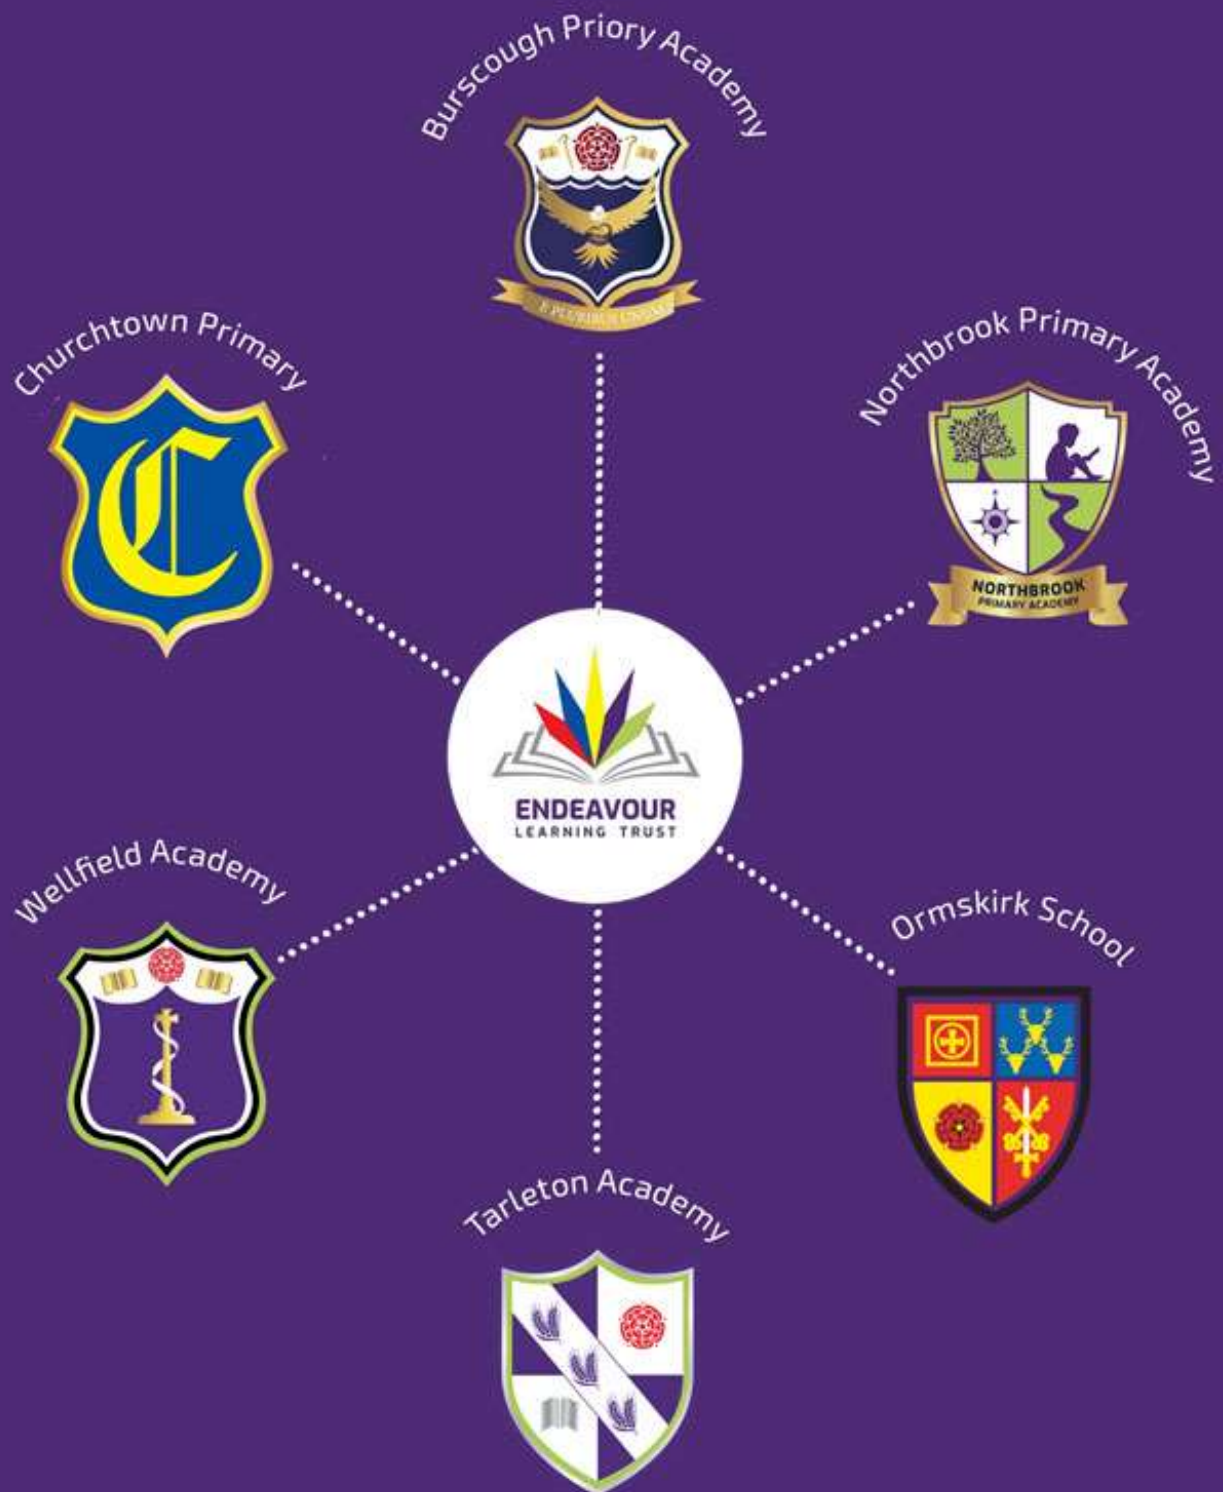 Burscough Priory Academy
E PLURIBUS UNUM
Churchtown Primary
C
Northbrook Primary Academy
NORTHBROOK
PRIMARY ACADEMY
ENDEAVOUR
LEARNING TRUST
Wellfield Academy
Ormskirk School
Tarleton Academy